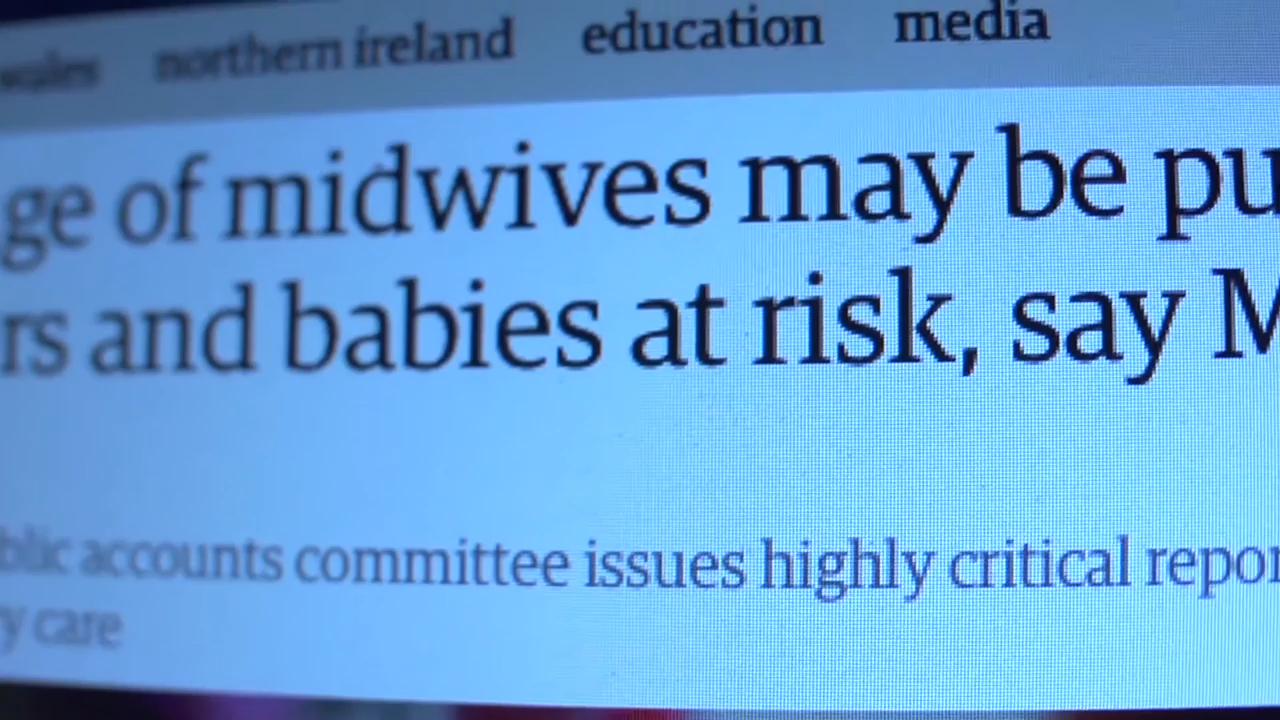 wales northern ireland education media
ge of midwives may be pu
rs and babies at risk, say M
blic accounts committee issues highly critical repor
y care